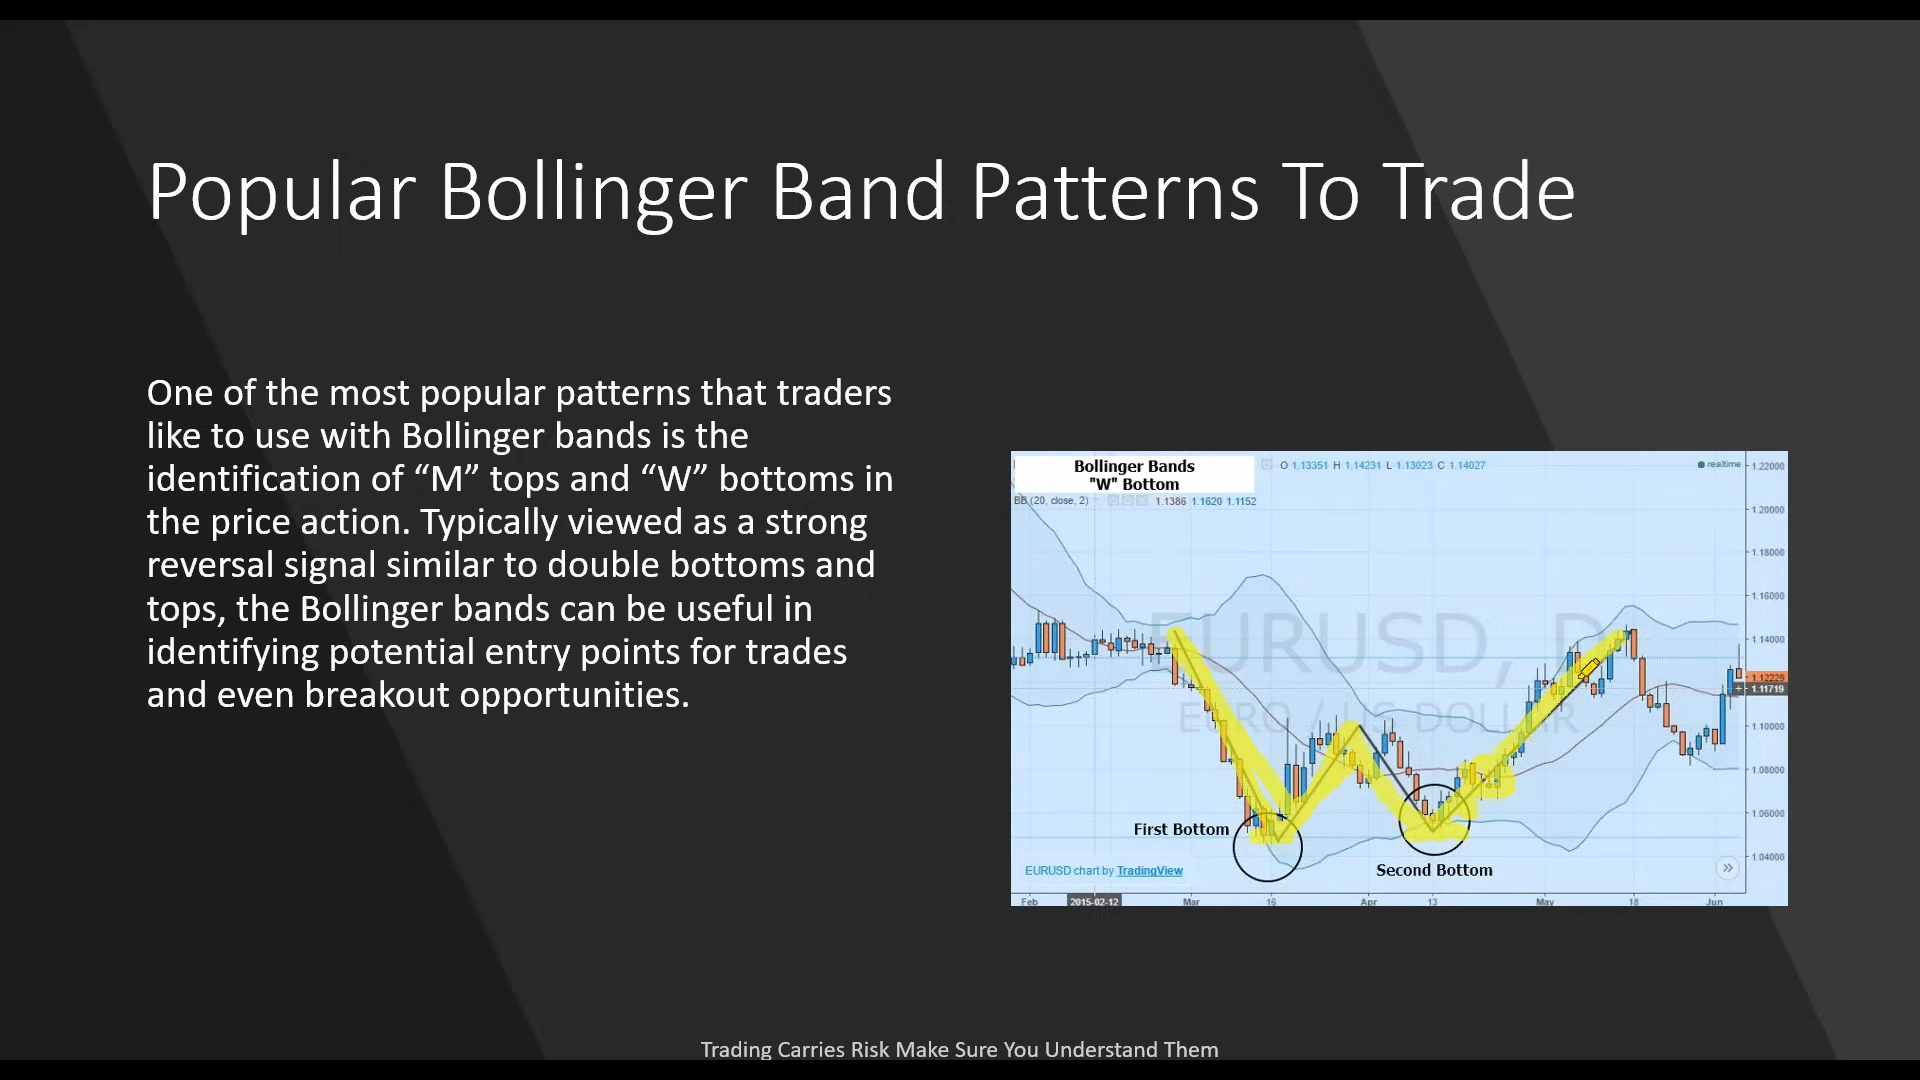 Popular Bollinger Band Patterns To Trade
One of the most popular patterns that traders
like to use with Bollinger bands is the
identification of “M” tops and “W” bottoms in
the price action. Typically viewed as a strong
reversal signal similar to double bottoms and
tops, the Bollinger bands can be useful in
identifying potential entry points for trades
and even breakout opportunities.
Bollinger Bands
"W" Bottom
O 1.13351 H 1.14231 L 1.13023 C 1.14027
realtime
BB (20, close, 2) 1.1386 1.1620 1.1152
EURUSD, D
EURO / US DOLLAR
1.22000
1.20000
1.18000
1.16000
1.14000
1.12229
1.11719
1.10000
1.08000
1.06000
1.04000
First Bottom
Second Bottom
EURUSD chart by TradingView
Feb 2015-02-12 Mar 16 Apr 13 May 18 Jun
Trading Carries Risk Make Sure You Understand Them